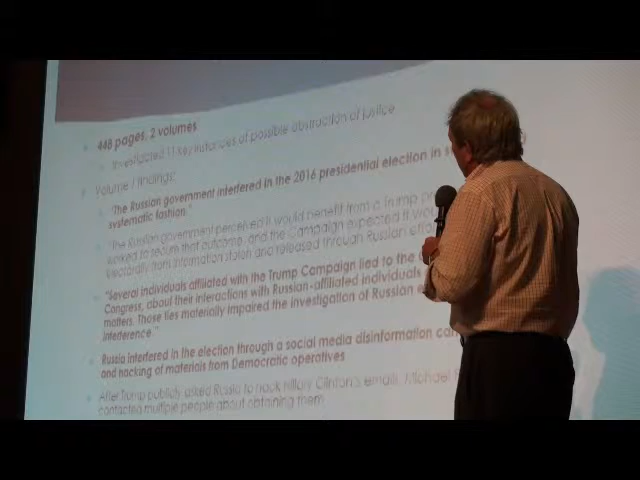 448 pages, 2 volumes
Investigated 11 key instances of possible obstruction of justice
Volume I findings:
"The Russian government interfered in the 2016 presidential election in
systematic fashion."
"The Russian government perceived it would benefit from a Trump
worked to secure that outcome, and the Campaign expected it
electorally from information stolen and released through Russian
"Several individuals affiliated with the Trump Campaign lied to the
Congress, about their interactions with Russian-affiliated individuals
matters. Those lies materially impaired the investigation of Russian
interference."
Russia interfered in the election through a social media disinformation
and hacking of materials from Democratic operatives
After Trump publicly asked Russia to hack Hillary Clinton's emails, Michael
contacted multiple people about obtaining them